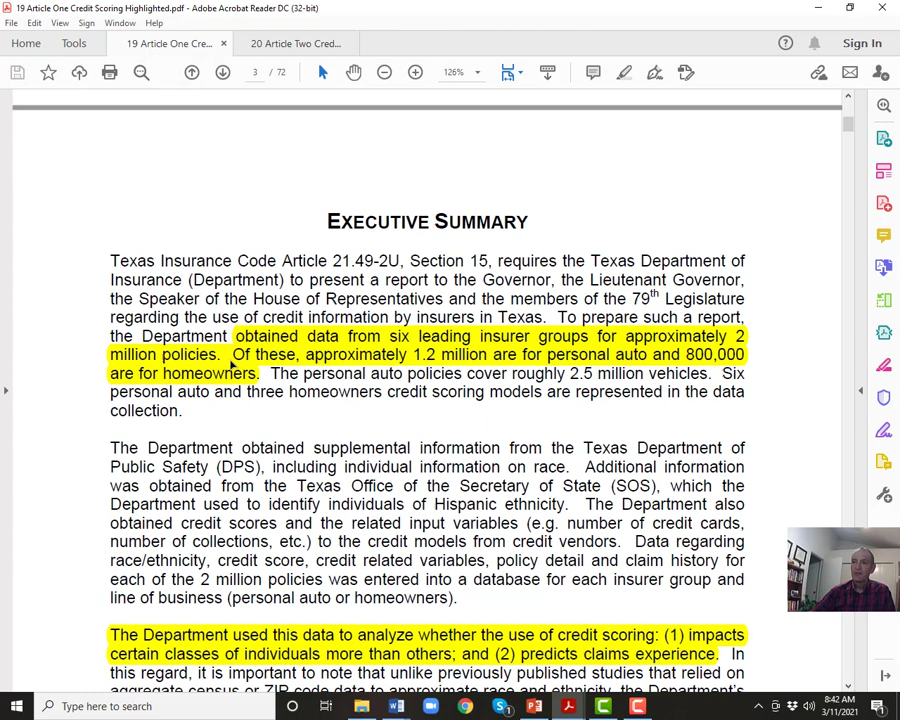 19 Article One Credit Scoring Highlighted.pdf - Adobe Acrobat Reader DC (32-bit)
File Edit View Sign Window Help
Home Tools 19 Article One Cre... × 20 Article Two Cred... Sign In
3 / 72 126%
EXECUTIVE SUMMARY
Texas Insurance Code Article 21.49-2U, Section 15, requires the Texas Department of
Insurance (Department) to present a report to the Governor, the Lieutenant Governor,
the Speaker of the House of Representatives and the members of the 79th Legislature
regarding the use of credit information by insurers in Texas. To prepare such a report,
the Department obtained data from six leading insurer groups for approximately 2
million policies. Of these, approximately 1.2 million are for personal auto and 800,000
are for homeowners. The personal auto policies cover roughly 2.5 million vehicles. Six
personal auto and three homeowners credit scoring models are represented in the data
collection.
The Department obtained supplemental information from the Texas Department of
Public Safety (DPS), including individual information on race. Additional information
was obtained from the Texas Office of the Secretary of State (SOS), which the
Department used to identify individuals of Hispanic ethnicity. The Department also
obtained credit scores and the related input variables (e.g. number of credit cards,
number of collections, etc.) to the credit models from credit vendors. Data regarding
race/ethnicity, credit score, credit related variables, policy detail and claim history for
each of the 2 million policies was entered into a database for each insurer group and
line of business (personal auto or homeowners).
The Department used this data to analyze whether the use of credit scoring: (1) impacts
certain classes of individuals more than others; and (2) predicts claims experience. In
this regard, it is important to note that unlike previously published studies that relied on
aggregate census or ZIP code data to approximate race and ethnicity, the Department's
Type here to search
8:42 AM
3/11/2021